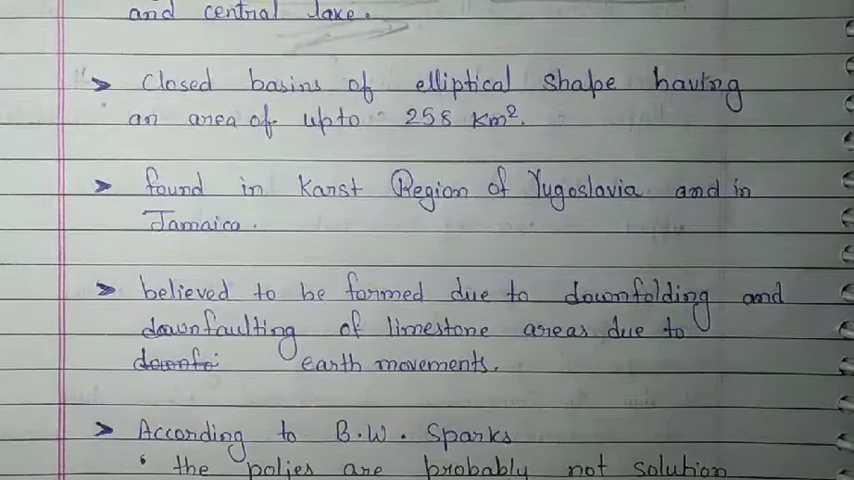 and central lake.
➤ Closed basins of elliptical shape having
an area of upto 258 Km².
➤ found in Karst Region of Yugoslavia and in
Jamaica.
➤ believed to be formed due to downfolding and
downfaulting of limestone areas due to
earth movements.
➤ According to B.W. Sparks
• the poljes are probably not solution